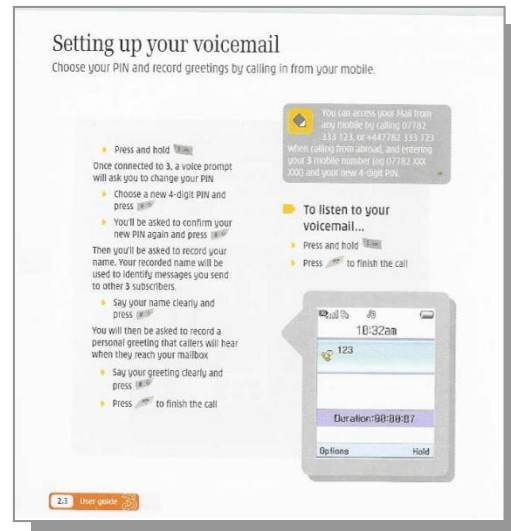 Setting up your voicemail
Choose your PIN and record greetings by calling in from your mobile.
Press and hold
Once connected to 3, a voice prompt
will ask you to change your PIN
Choose a new 4-digit PIN and
press
You'll be asked to confirm your
new PIN again and press
Then you'll be asked to record your
name. Your recorded name will be
used to identify messages you send
to other 3 subscribers.
Say your name clearly and
press
You will then be asked to record a
personal greeting that callers will hear
when they reach your mailbox
Say your greeting clearly and
press
Press to finish the call
You can access your Mail from
any mobile by calling 07782
333 123, or +447782 333 123
when calling from abroad, and entering
your 3 mobile number (eg 07782 XXX
XXX) and your new 4-digit PIN.
To listen to your
voicemail...
Press and hold
Press to finish the call
10:32am
123
Duration:00:00:07
Options Hold
2.3 User guide